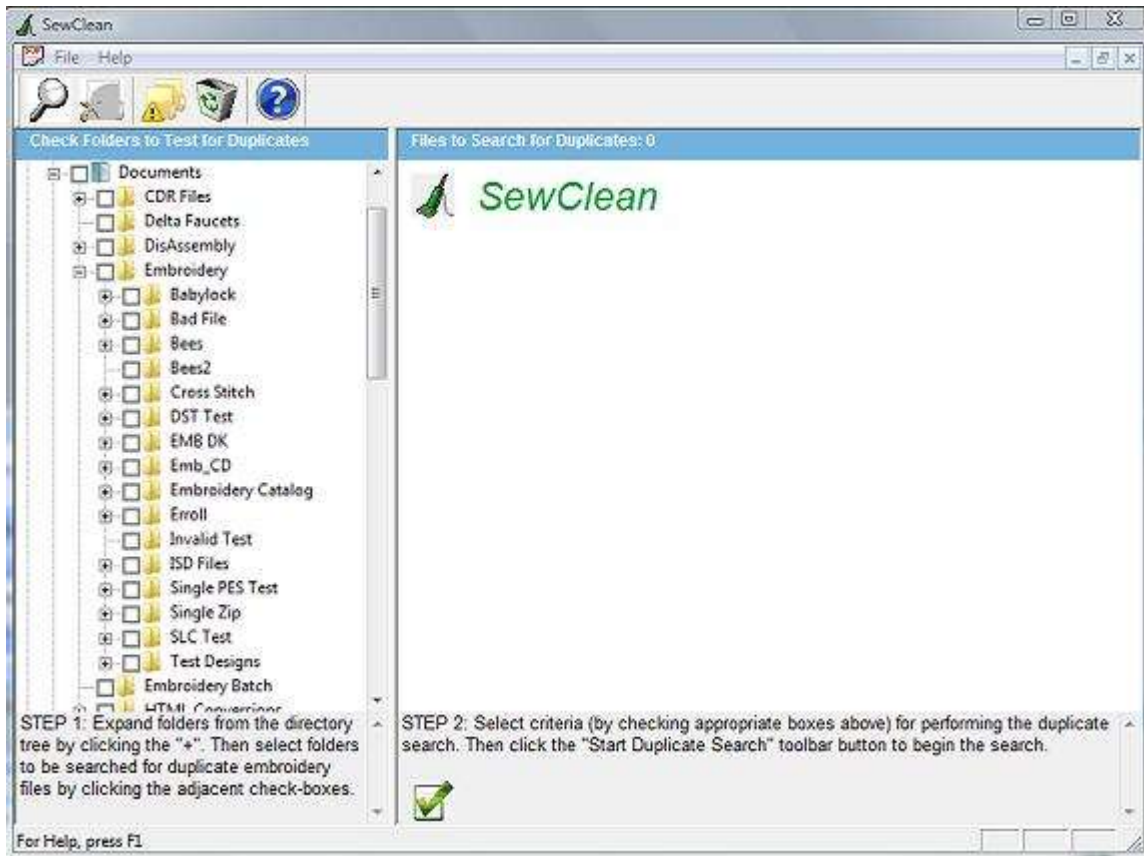 SewClean
File Help
Check Folders to Test for Duplicates
Files to Search for Duplicates: 0
Documents
CDR Files
Delta Faucets
DisAssembly
Embroidery
Babylock
Bad File
Bees
Bees2
Cross Stitch
DST Test
EMB DK
Emb_CD
Embroidery Catalog
Erroll
Invalid Test
ISD Files
Single PES Test
Single Zip
SLC Test
Test Designs
Embroidery Batch
HTML Conversions
SewClean
STEP 1: Expand folders from the directory
tree by clicking the "+". Then select folders
to be searched for duplicate embroidery
files by clicking the adjacent check-boxes.
STEP 2: Select criteria (by checking appropriate boxes above) for performing the duplicate
search. Then click the "Start Duplicate Search" toolbar button to begin the search.
For Help, press F1